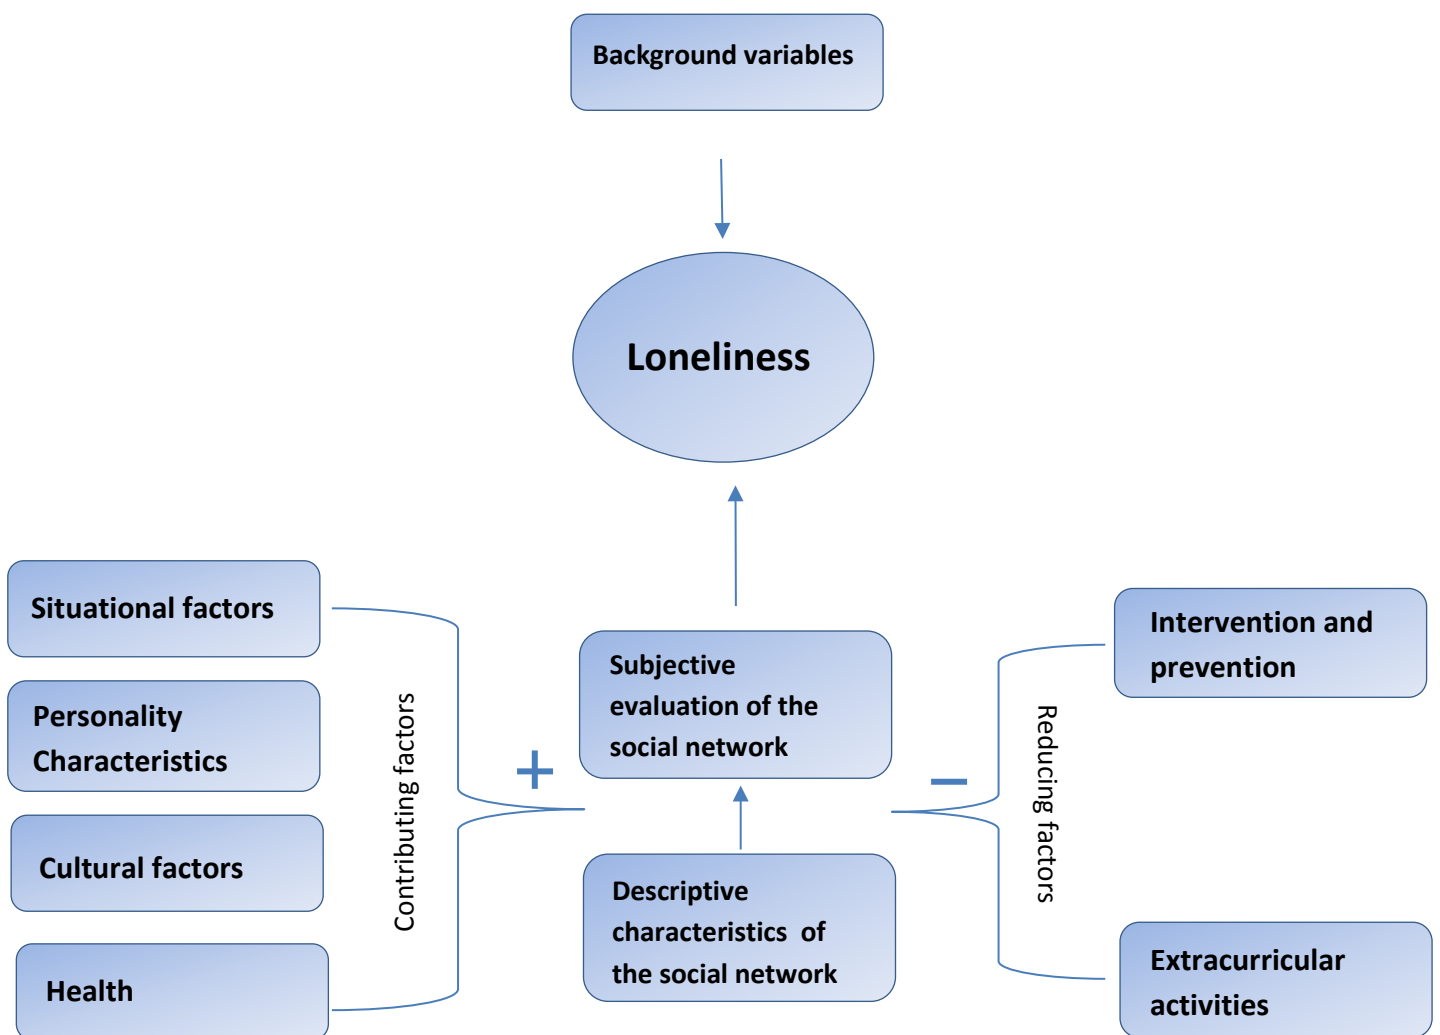 Background variables
Loneliness
Situational factors
Personality
Characteristics
Cultural factors
Health
Contributing factors
+
Subjective
evaluation of the
social network
Descriptive
characteristics of
the social network
–
Reducing factors
Intervention and
prevention
Extracurricular
activities